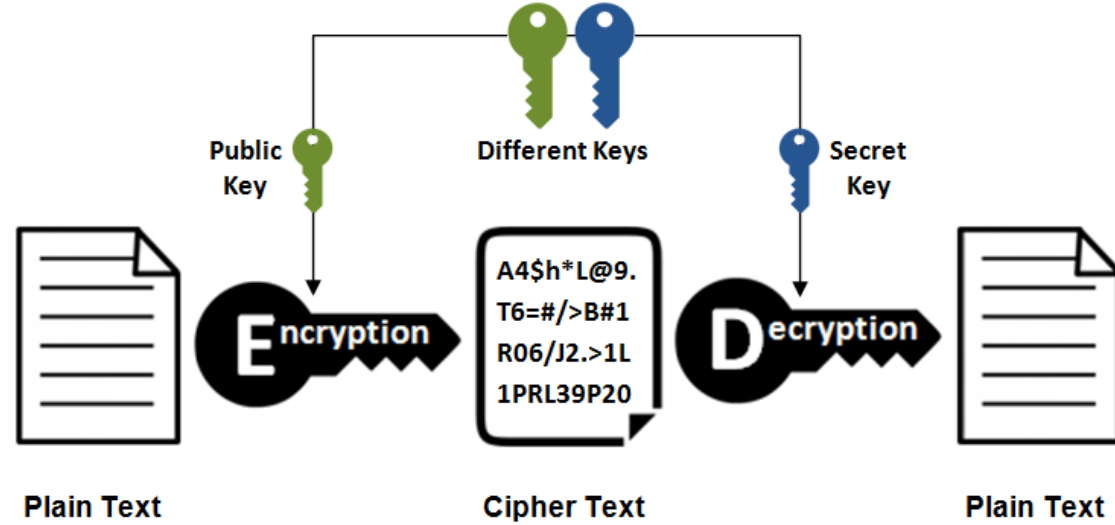 Public
Key
Different Keys
Secret
Key
Encryption
A4$h*L@9.
T6=#/>B#1
R06/J2.>1L
1PRL39P20
Decryption
Plain Text
Cipher Text
Plain Text